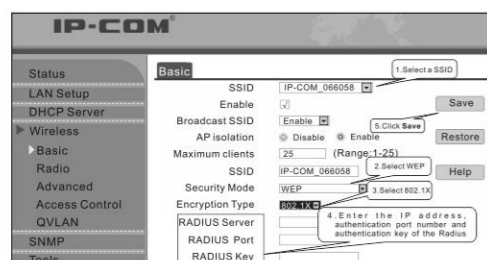 IP-COM
Status
LAN Setup
DHCP Server
Wireless
Basic
Radio
Advanced
Access Control
QVLAN
SNMP
Tools
Basic
1.Select a SSID
SSID IP-COM_066058
Enable
Save
Broadcast SSID Enable
5.Click Save
AP isolation Disable Enable
Restore
Maximum clients 25 (Range:1-25)
SSID IP-COM_066058
2.Select WEP
Help
Security Mode WEP
3.Select 802.1X
Encryption Type 802.1X
RADIUS Server
RADIUS Port
RADIUS Key
4.Enter the IP address,
authentication port number and
authentication key of the Radius